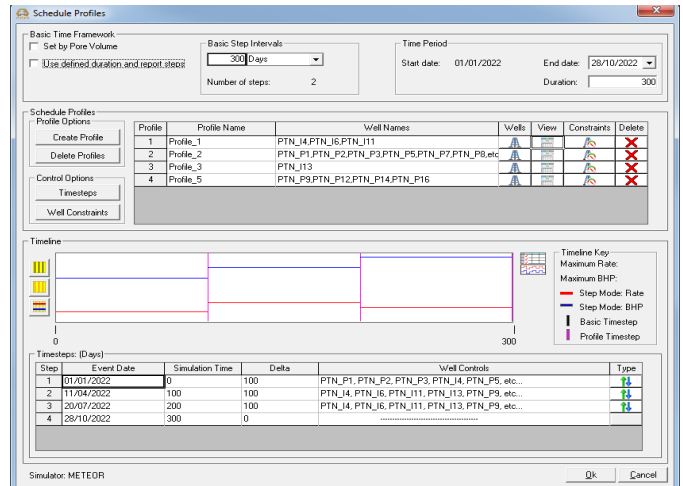 Schedule Profiles
Basic Time Framework
Set by Pore Volume
Use defined duration and report steps
Basic Step Intervals
300 Days
Number of steps: 2
Time Period
Start date: 01/01/2022 End date: 28/10/2022
Duration: 300
Schedule Profiles
Profile Options
Create Profile
Delete Profiles
Control Options
Timesteps
Well Constraints
Profile Profile Name Well Names Wells View Constraints Delete
1 Profile_1 PTN_I4,PTN_I6,PTN_I11
2 Profile_2 PTN_P1,PTN_P2,PTN_P3,PTN_P5,PTN_P7,PTN_P8,etc
3 Profile_3 PTN_I13
4 Profile_5 PTN_P9,PTN_P12,PTN_P14,PTN_P16
Timeline
0 300
Timeline Key
Maximum Rate:
Maximum BHP:
Step Mode: Rate
Step Mode: BHP
Basic Timestep
Profile Timestep
Timesteps: (Days)
Step Event Date Simulation Time Delta Well Controls Type
1 01/01/2022 0 100 PTN_P1, PTN_P2, PTN_P3, PTN_I4, PTN_P5, etc...
2 11/04/2022 100 100 PTN_I4, PTN_I6, PTN_I11, PTN_I13, PTN_P9, etc...
3 20/07/2022 200 100 PTN_I4, PTN_I6, PTN_I11, PTN_I13, PTN_P9, etc...
4 28/10/2022 300 0 ----------------------------------------
Simulator: METEOR
Ok Cancel